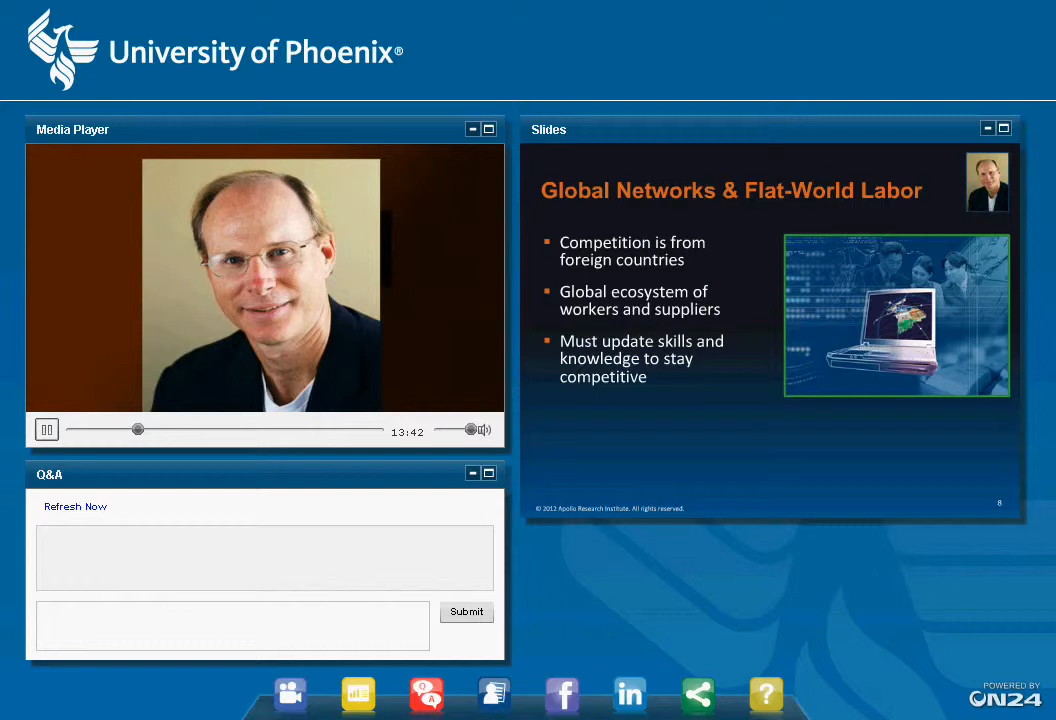 University of Phoenix®
Media Player
13:42
Q&A
Refresh Now
Submit
Slides
Global Networks & Flat-World Labor
Competition is from
foreign countries
Global ecosystem of
workers and suppliers
Must update skills and
knowledge to stay
competitive
© 2012 Apollo Research Institute. All rights reserved.
8
Q
A
f
in
?
POWERED BY
ON24